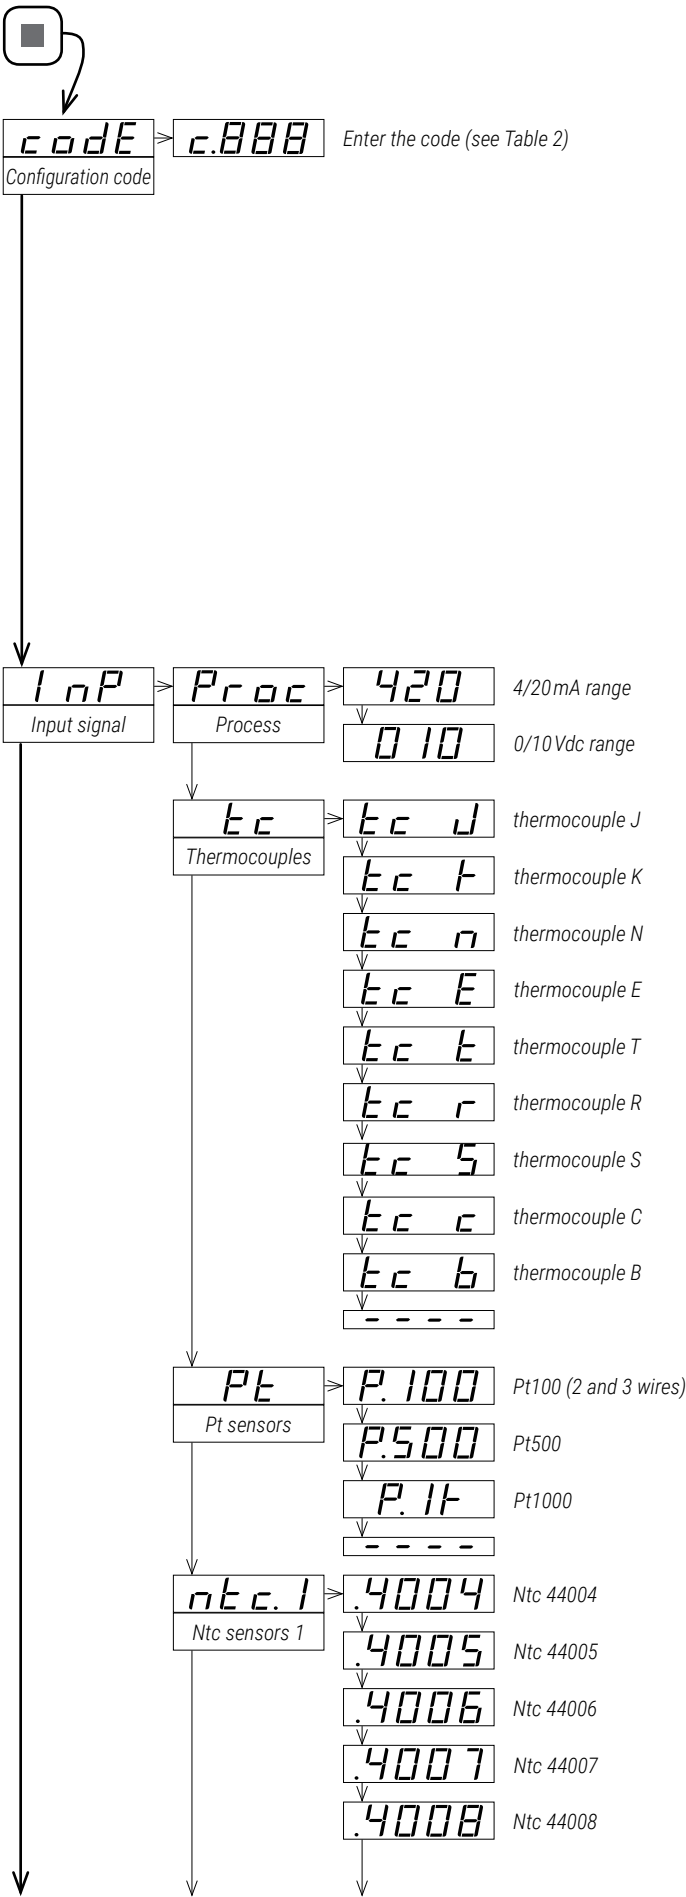 codE c.888 Enter the code (see Table 2)
Configuration code
InP Proc 420 4/20 mA range
Input signal Process
010 0/10 Vdc range
tc tc J thermocouple J
Thermocouples
tc k thermocouple K
tc n thermocouple N
tc E thermocouple E
tc t thermocouple T
tc r thermocouple R
tc S thermocouple S
tc c thermocouple C
tc b thermocouple B
- - - -
Pt P.100 Pt100 (2 and 3 wires)
Pt sensors
P.500 Pt500
P.1k Pt1000
- - - -
ntc.1 .4004 Ntc 44004
Ntc sensors 1
.4005 Ntc 44005
.4006 Ntc 44006
.4007 Ntc 44007
.4008 Ntc 44008